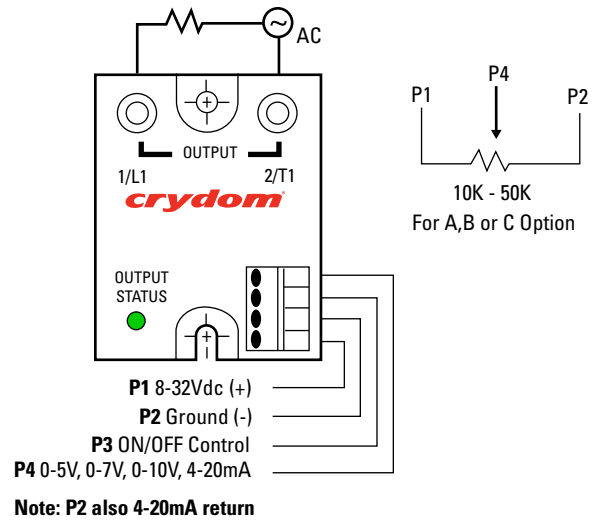 AC
OUTPUT
1/L1
2/T1
crydom
OUTPUT
STATUS
P1 8-32Vdc (+)
P2 Ground (-)
P3 ON/OFF Control
P4 0-5V, 0-7V, 0-10V, 4-20mA
Note: P2 also 4-20mA return
P1
P4
P2
10K - 50K
For A,B or C Option